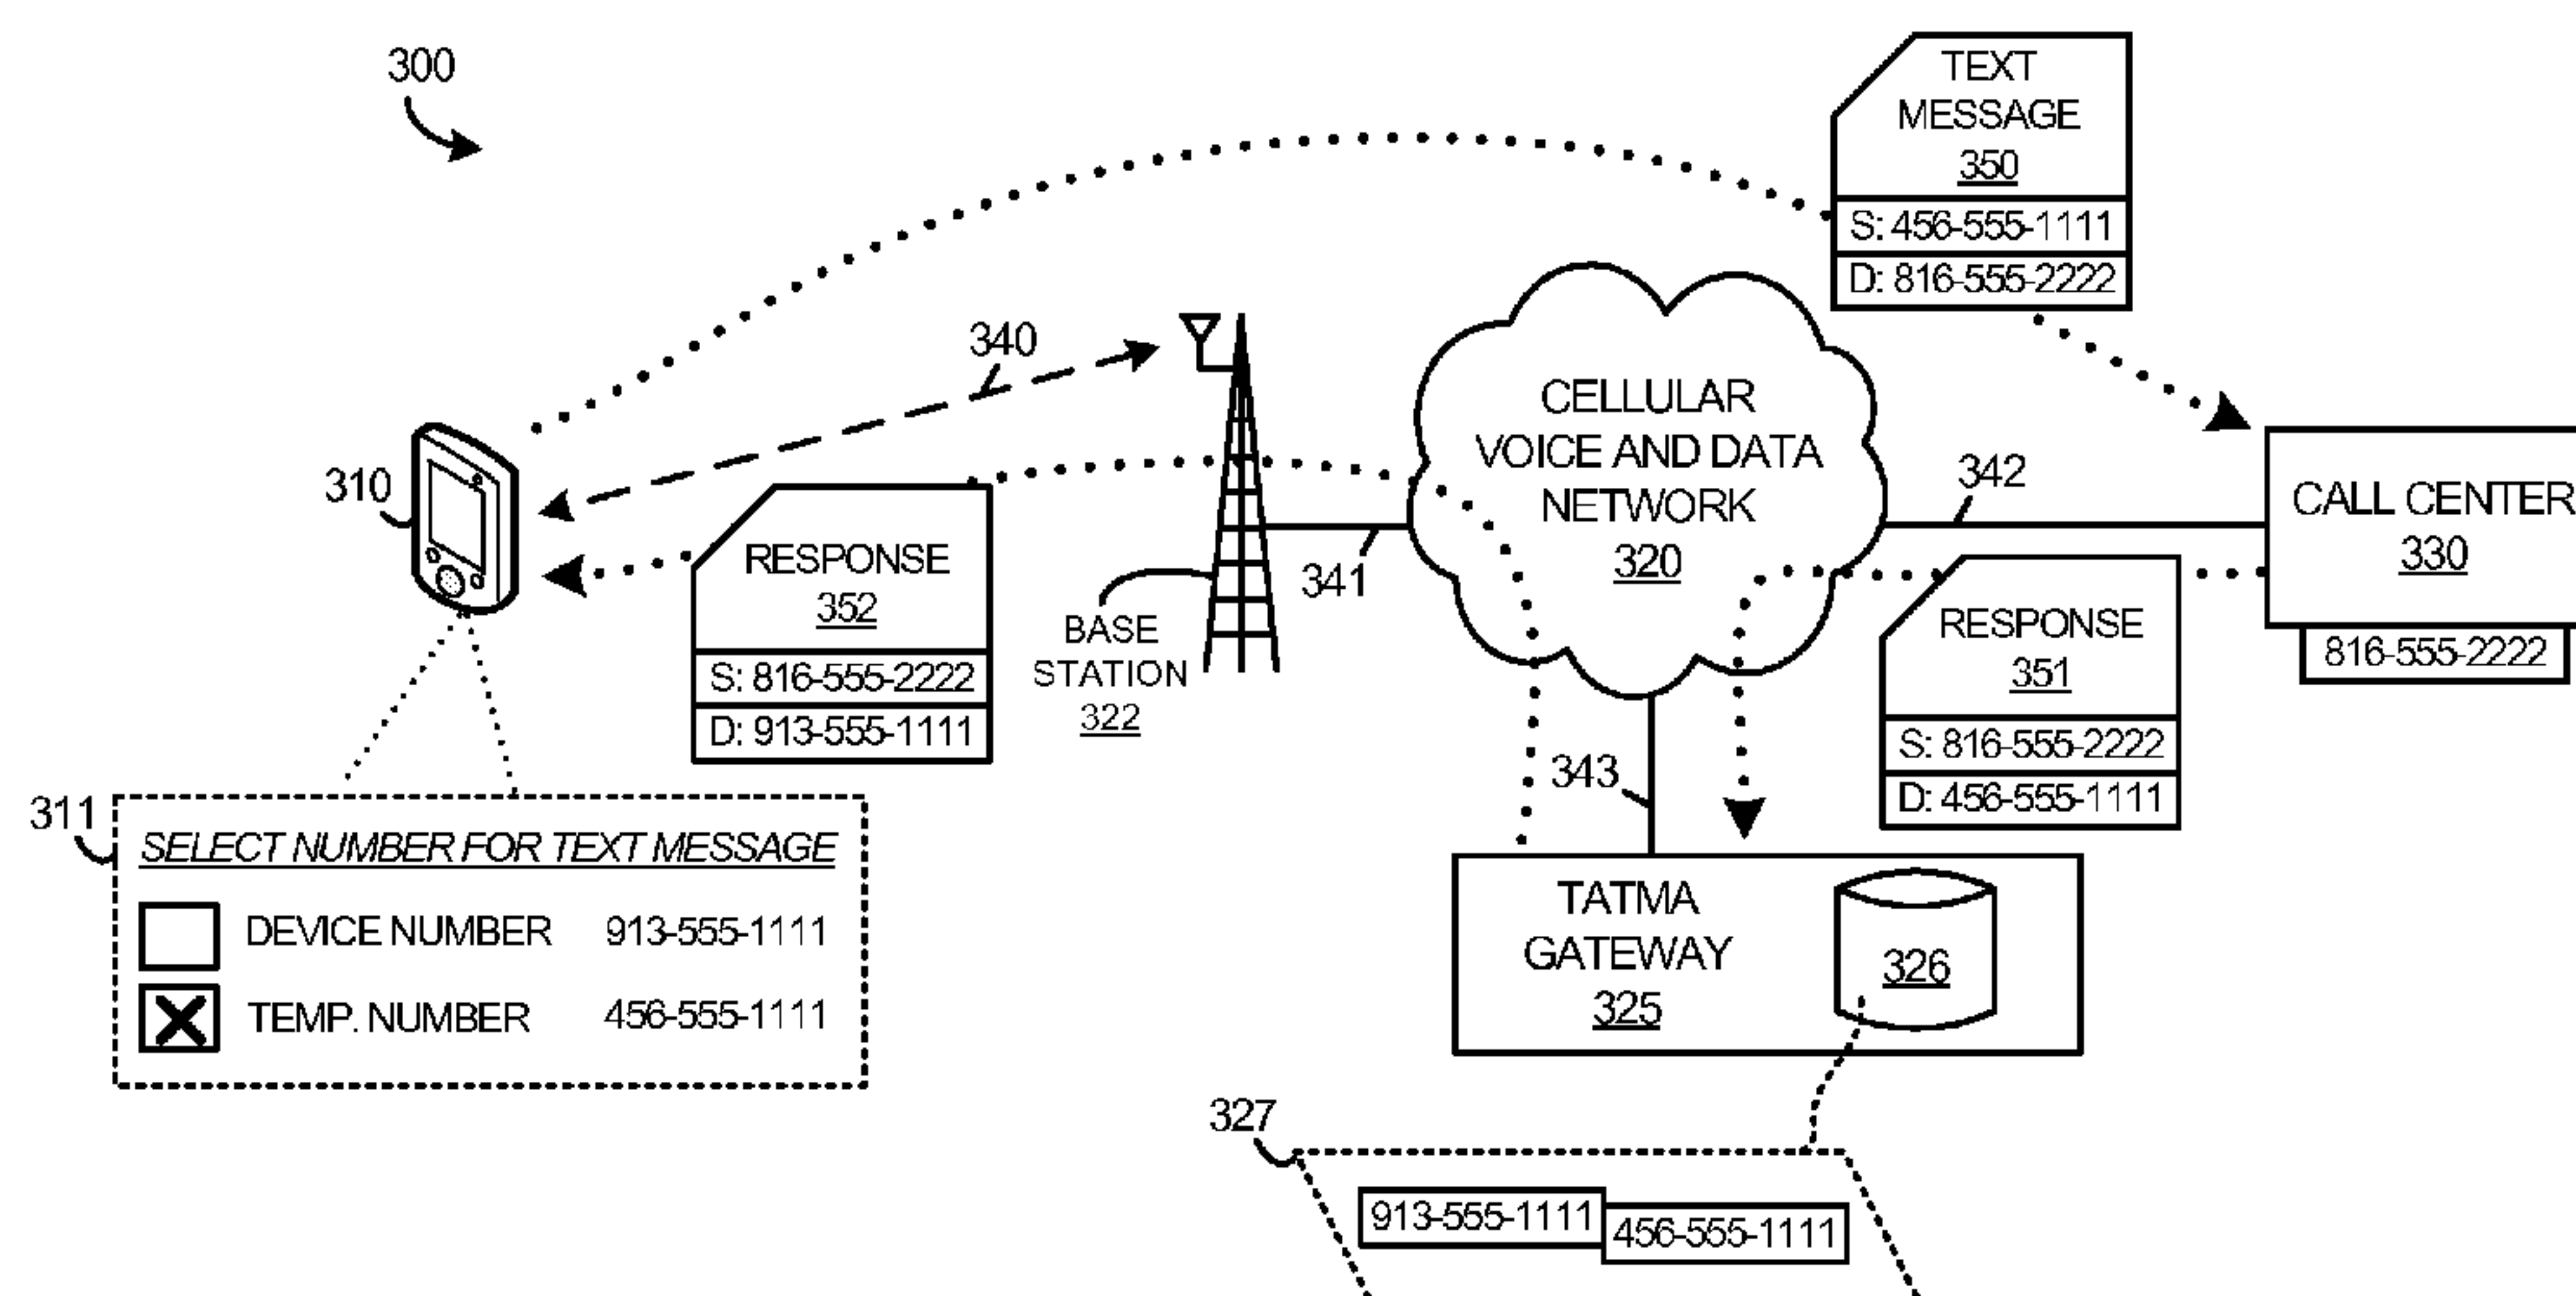 300
TEXT
MESSAGE
350
S: 456-555-1111
D: 816-555-2222
340
310
CELLULAR
VOICE AND DATA
NETWORK
320
342
CALL CENTER
330
816-555-2222
RESPONSE
352
S: 816-555-2222
D: 913-555-1111
341
BASE
STATION
322
RESPONSE
351
S: 816-555-2222
D: 456-555-1111
343
311
SELECT NUMBER FOR TEXT MESSAGE
DEVICE NUMBER 913-555-1111
TEMP. NUMBER 456-555-1111
TATMA
GATEWAY
325
326
327
913-555-1111
456-555-1111